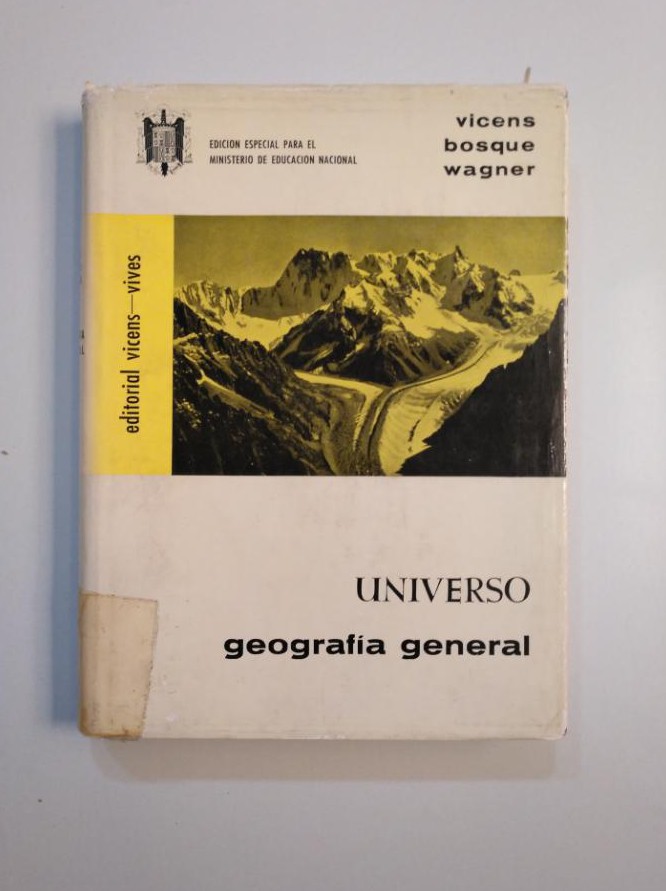 EDICION ESPECIAL PARA EL
MINISTERIO DE EDUCACION NACIONAL
vicens
bosque
wagner
editorial vicens—vives
UNIVERSO
geografía general